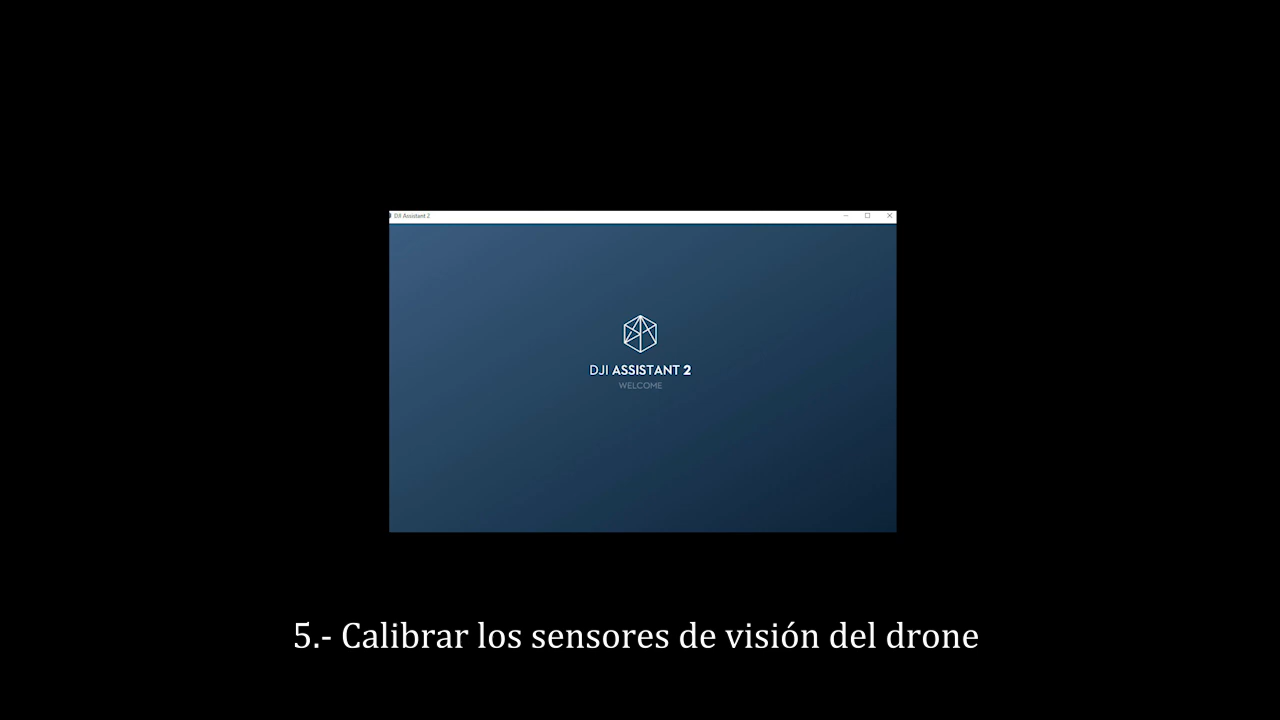 DJI Assistant 2
DJI ASSISTANT 2
WELCOME
5.- Calibrar los sensores de visión del drone